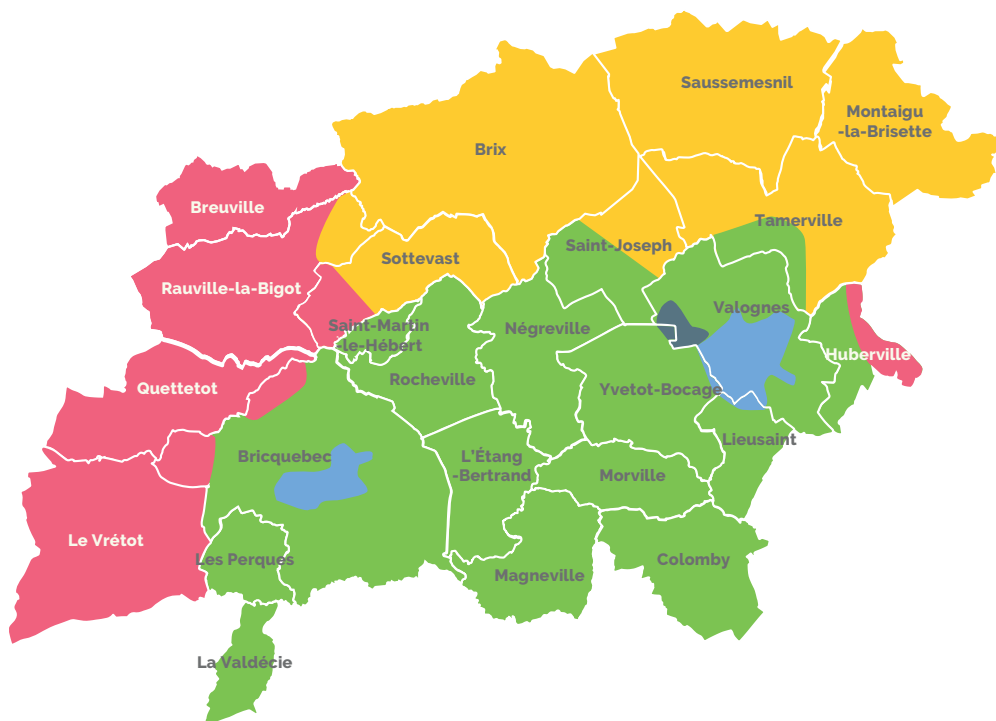 Saussemesnil
Montaigu
-la-Brisette
Brix
Breuville
Tamerville
Saint-Joseph
Sottevast
Rauville-la-Bigot
Valognes
Saint-Martin
-le-Hébert
Négreville
Huberville
Rocheville
Quettetot
Yvetot-Bocage
Lieusaint
Bricquebec
L'Étang
-Bertrand
Morville
Le Vrétot
Les Perques
Magneville
Colomby
La Valdécie